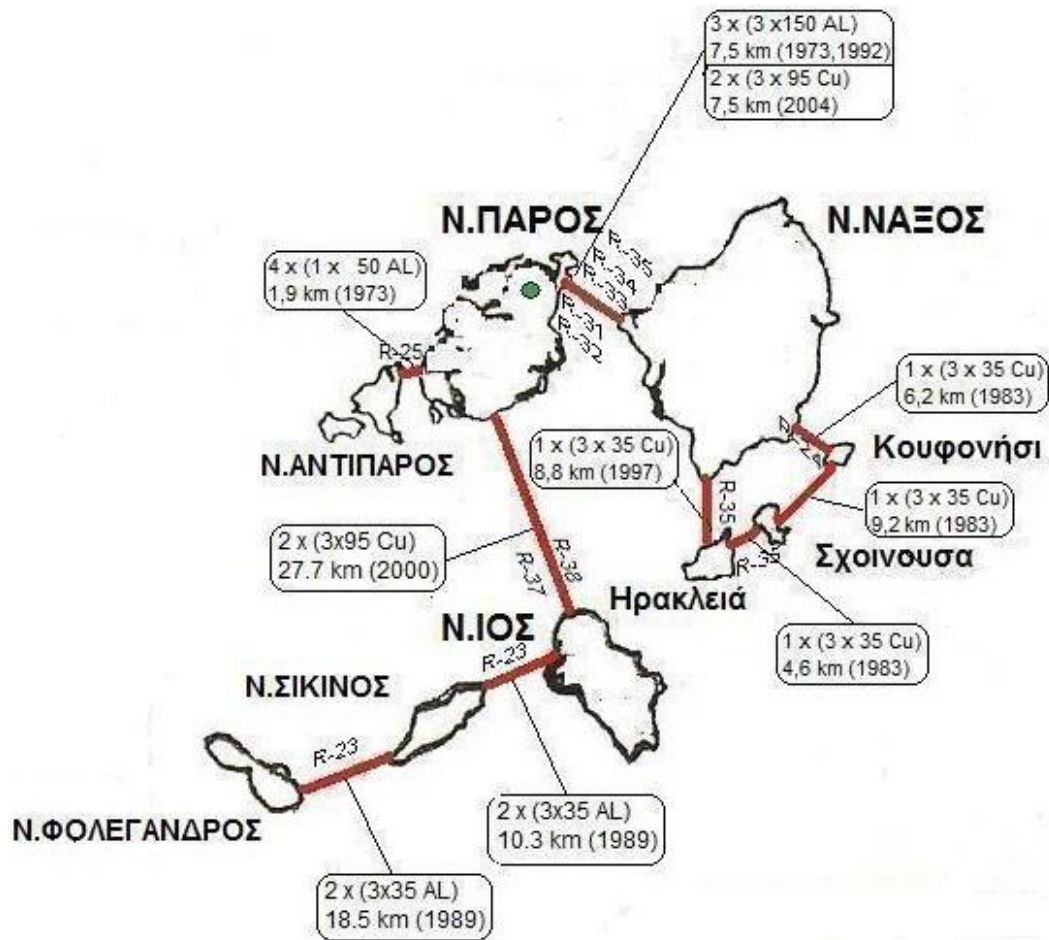 3 x (3 x150 AL)
7,5 km (1973,1992)
2 x (3 x 95 Cu)
7,5 km (2004)
Ν.ΠΑΡΟΣ
Ν.ΝΑΞΟΣ
4 x (1 x 50 AL)
1,9 km (1973)
R-35
R-34
R-33
R-31
R-32
R-25
1 x (3 x 35 Cu)
6,2 km (1983)
Ν.ΑΝΤΙΠΑΡΟΣ
1 x (3 x 35 Cu)
8,8 km (1997)
Κουφονήσι
R-35
1 x (3 x 35 Cu)
9,2 km (1983)
2 x (3x95 Cu)
27.7 km (2000)
R-38
R-37
Σχοινουσα
Ηρακλειά
Ν.ΙΟΣ
1 x (3 x 35 Cu)
4,6 km (1983)
R-23
Ν.ΣΙΚΙΝΟΣ
R-23
Ν.ΦΟΛΕΓΑΝΔΡΟΣ
2 x (3x35 AL)
10.3 km (1989)
2 x (3x35 AL)
18.5 km (1989)